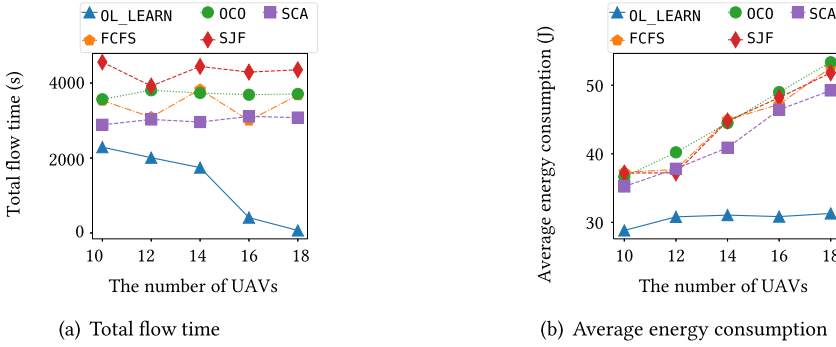 OL_LEARN OCO SCA
FCFS SJF
Total flow time (s)
4000
2000
0
10 12 14 16 18
The number of UAVs
(a) Total flow time
OL_LEARN OCO SCA
FCFS SJF
Average energy consumption (J)
50
40
30
10 12 14 16 18
The number of UAVs
(b) Average energy consumption